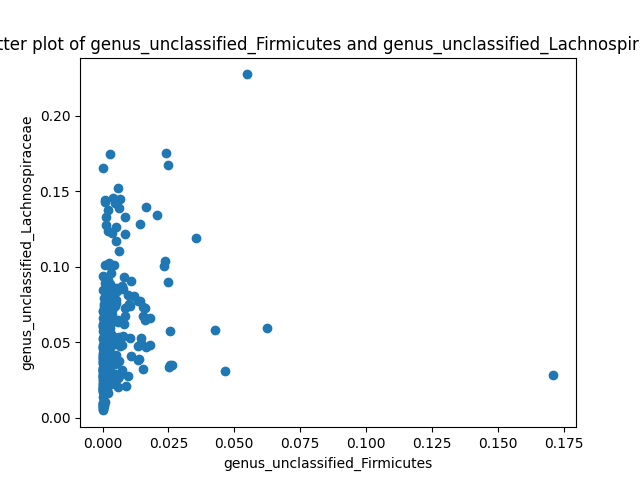 tter plot of genus_unclassified_Firmicutes and genus_unclassified_Lachnospir
0.20
0.15
0.10
0.05
0.00
genus_unclassified_Lachnospiraceae
0.000 0.025 0.050 0.075 0.100 0.125 0.150 0.175
genus_unclassified_Firmicutes